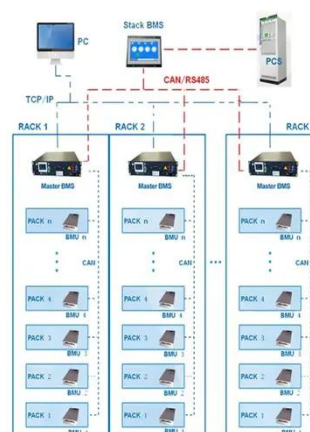 PC
Stack BMS
PCS
CAN/RS485
TCP/IP
RACK 1
RACK 2
RACK
Master BMS
Master BMS
Master BMS
PACK n
BMU n
PACK n
BMU n
PACK n
BMU n
CAN
CAN
CAN
PACK 4
BMU 4
PACK 4
BMU 4
PACK 4
BMU 4
PACK 3
BMU 3
PACK 3
BMU 3
PACK 3
BMU 3
PACK 2
BMU 2
PACK 2
BMU 2
PACK 2
BMU 2
PACK 1
PACK 1
PACK 1